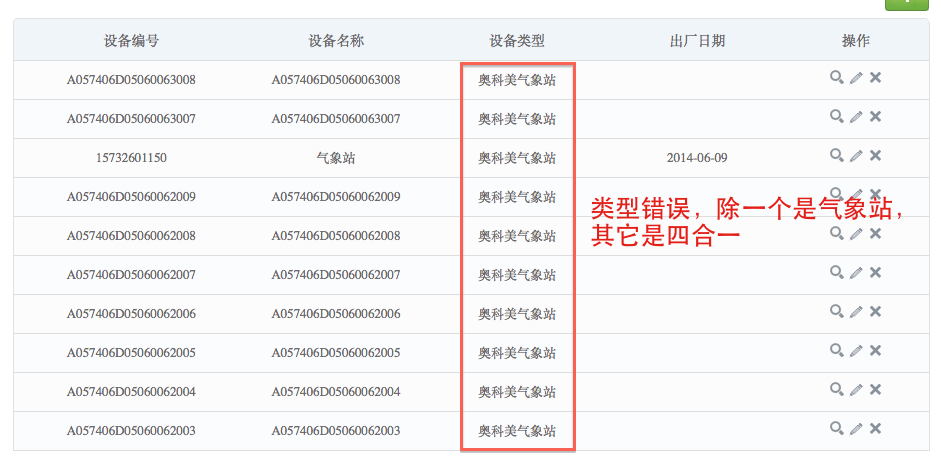 设备编号 设备名称 设备类型 出厂日期 操作
A057406D05060063008 A057406D05060063008 奥科美气象站
A057406D05060063007 A057406D05060063007 奥科美气象站
15732601150 气象站 奥科美气象站 2014-06-09
A057406D05060062009 A057406D05060062009 奥科美气象站
类型错误，除一个是气象站，
A057406D05060062008 A057406D05060062008 奥科美气象站
其它是四合一
A057406D05060062007 A057406D05060062007 奥科美气象站
A057406D05060062006 A057406D05060062006 奥科美气象站
A057406D05060062005 A057406D05060062005 奥科美气象站
A057406D05060062004 A057406D05060062004 奥科美气象站
A057406D05060062003 A057406D05060062003 奥科美气象站